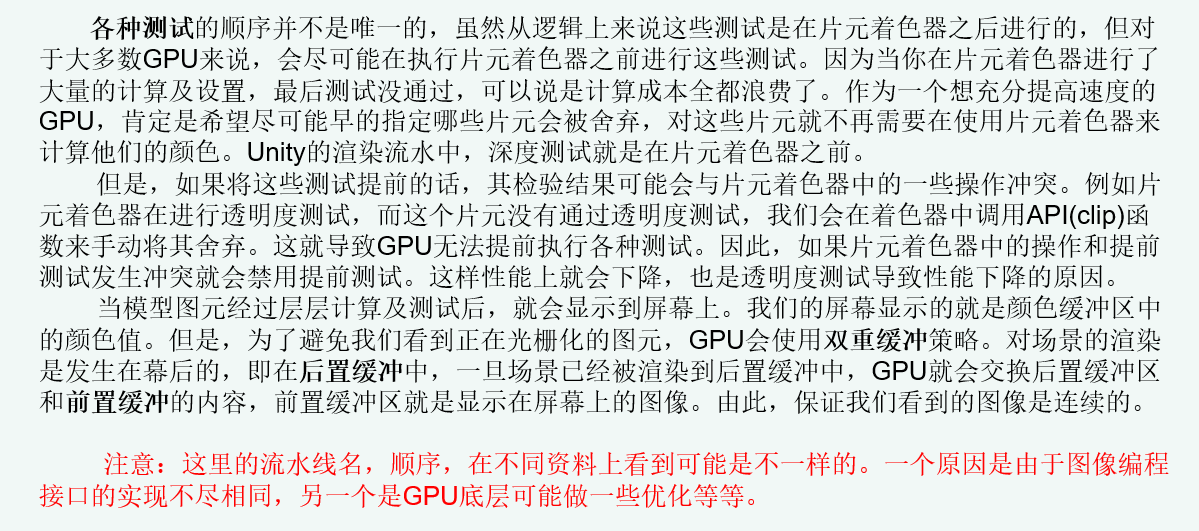 各种测试的顺序并不是唯一的，虽然从逻辑上来说这些测试是在片元着色器之后进行的，但对
于大多数GPU来说，会尽可能在执行片元着色器之前进行这些测试。因为当你在片元着色器进行了
大量的计算及设置，最后测试没通过，可以说是计算成本全都浪费了。作为一个想充分提高速度的
GPU，肯定是希望尽可能早的指定哪些片元会被舍弃，对这些片元就不再需要在使用片元着色器来
计算他们的颜色。Unity的渲染流水中，深度测试就是在片元着色器之前。
但是，如果将这些测试提前的话，其检验结果可能会与片元着色器中的一些操作冲突。例如片
元着色器在进行透明度测试，而这个片元没有通过透明度测试，我们会在着色器中调用API(clip)函
数来手动将其舍弃。这就导致GPU无法提前执行各种测试。因此，如果片元着色器中的操作和提前
测试发生冲突就会禁用提前测试。这样性能上就会下降，也是透明度测试导致性能下降的原因。
当模型图元经过层层计算及测试后，就会显示到屏幕上。我们的屏幕显示的就是颜色缓冲区中
的颜色值。但是，为了避免我们看到正在光栅化的图元，GPU会使用双重缓冲策略。对场景的渲染
是发生在幕后的，即在后置缓冲中，一旦场景已经被渲染到后置缓冲中，GPU就会交换后置缓冲区
和前置缓冲的内容，前置缓冲区就是显示在屏幕上的图像。由此，保证我们看到的图像是连续的。
注意：这里的流水线名，顺序，在不同资料上看到可能是不一样的。一个原因是由于图像编程
接口的实现不尽相同，另一个是GPU底层可能做一些优化等等。